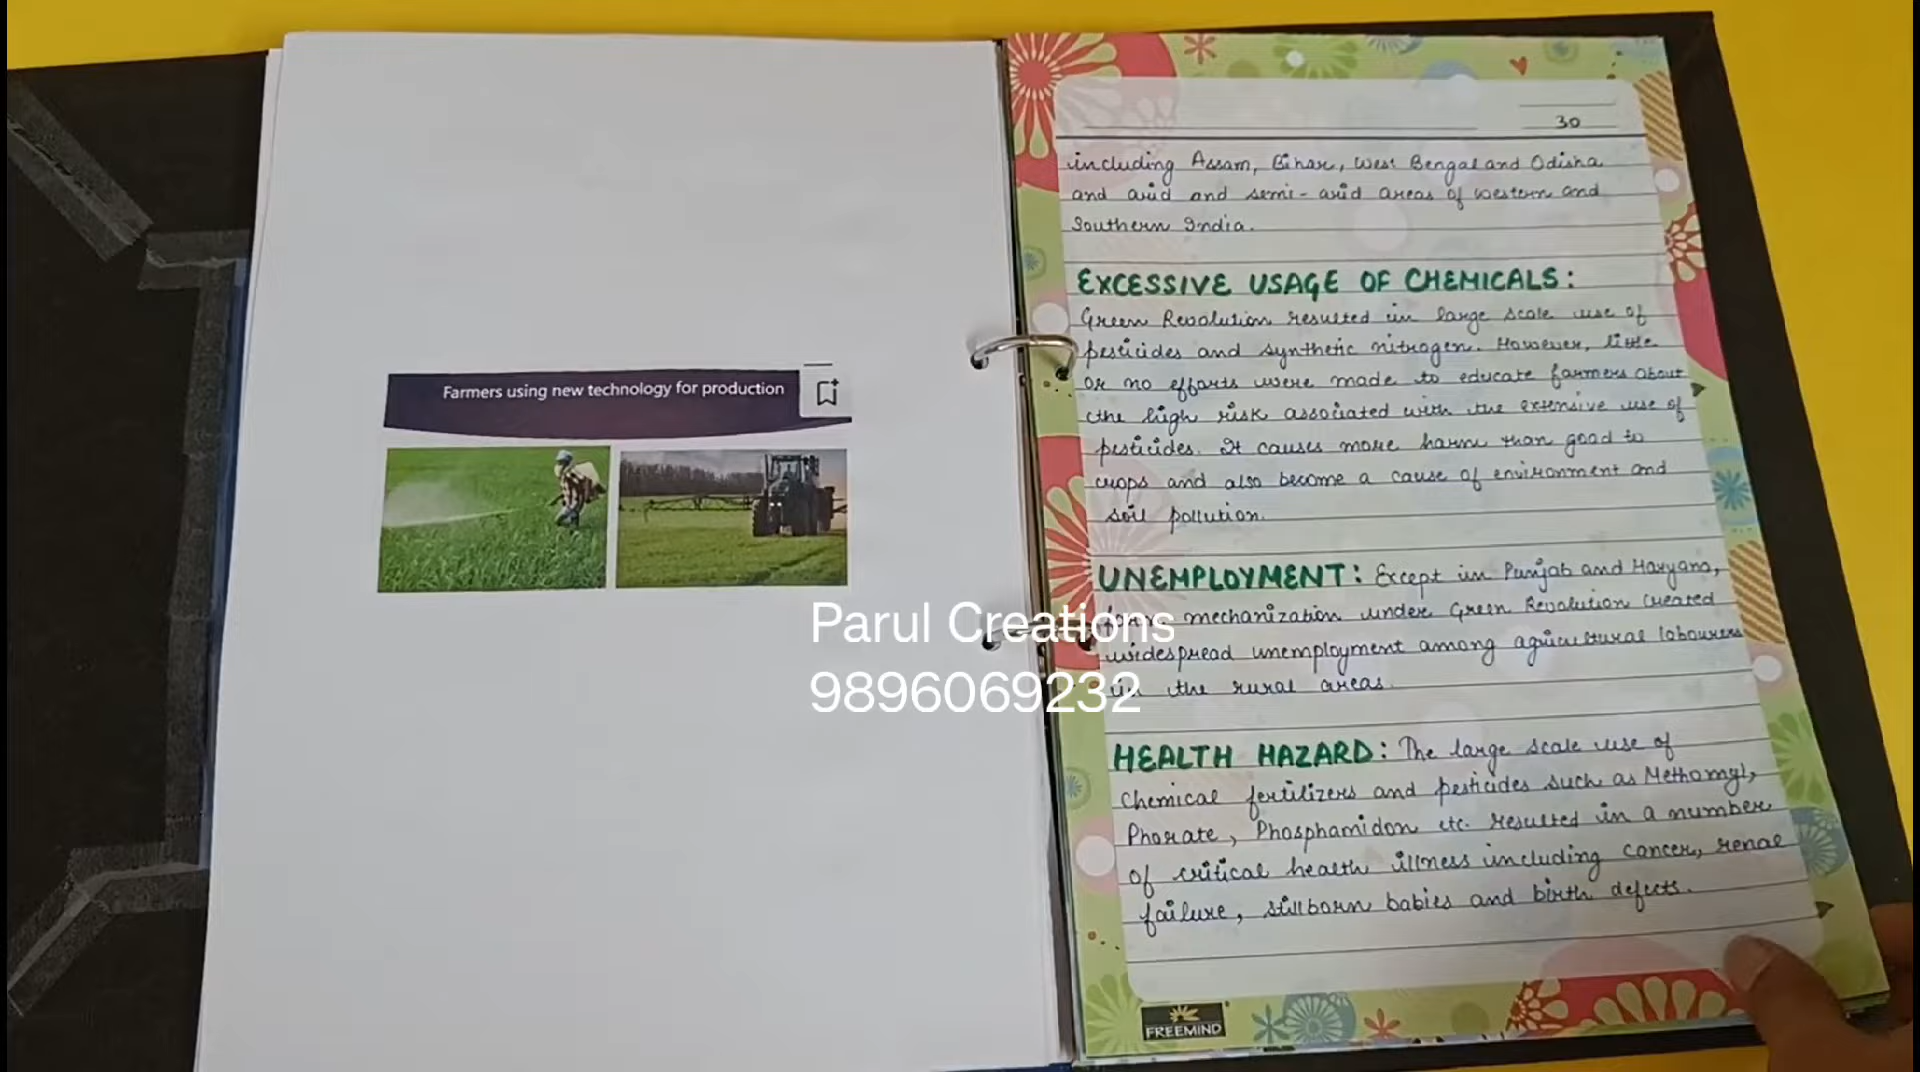 Farmers using new technology for production
30
including Assam, Bihar, West Bengal and Odisha
and arid and semi-arid areas of western and
Southern India.
EXCESSIVE USAGE OF CHEMICALS:
Green Revolution resulted in large scale use of
pesticides and synthetic nitrogen. However, little
or no efforts were made to educate farmers about
the high risk associated with the extensive use of
pesticides. It causes more harm than good to
crops and also become a cause of environment and
soil pollution.
UNEMPLOYMENT: Except in Punjab and Haryana,
farm mechanization under Green Revolution created
widespread unemployment among agricultural labourers
in the rural areas.
HEALTH HAZARD: The large scale use of
Chemical fertilizers and pesticides such as Methomyl,
Phorate, Phosphamidon etc. resulted in a number
of critical health illness including cancer, renal
failure, stillborn babies and birth defects.
FREEMIND
Parul Creations
9896069232